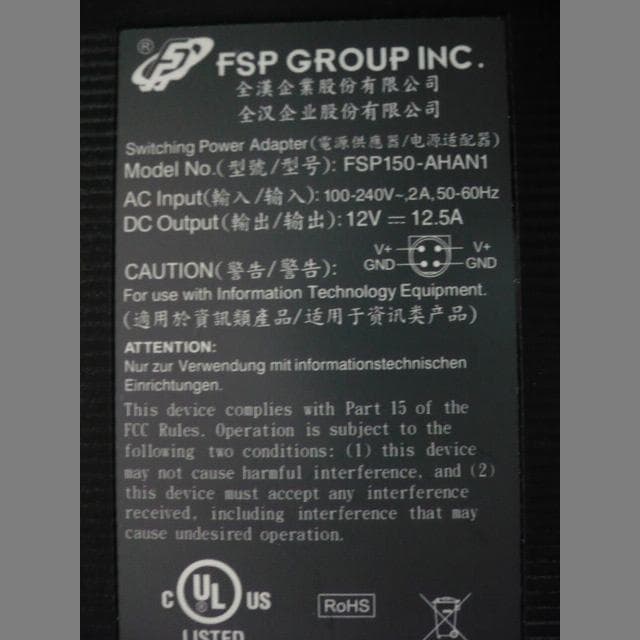 ® FSP GROUP INC.
全漢企業股份有限公司
全汉企业股份有限公司
Switching Power Adapter(電源供應器/电源适配器)
Model No.(型號/型号): FSP150-AHAN1
AC Input(輸入/输入): 100-240V~,2A,50-60Hz
DC Output(輸出/输出): 12V ⎓ 12.5A
V+ V+
CAUTION(警告/警告): GND GND
For use with Information Technology Equipment.
(適用於資訊類產品/适用于资讯类产品)
ATTENTION:
Nur zur Verwendung mit informationstechnischen
Einrichtungen.
This device complies with Part 15 of the
FCC Rules. Operation is subject to the
following two conditions: (1) this device
may not cause harmful interference, and (2)
this device must accept any interference
received, including interference that may
cause undesired operation.
C UL ® US
LISTED
RoHS